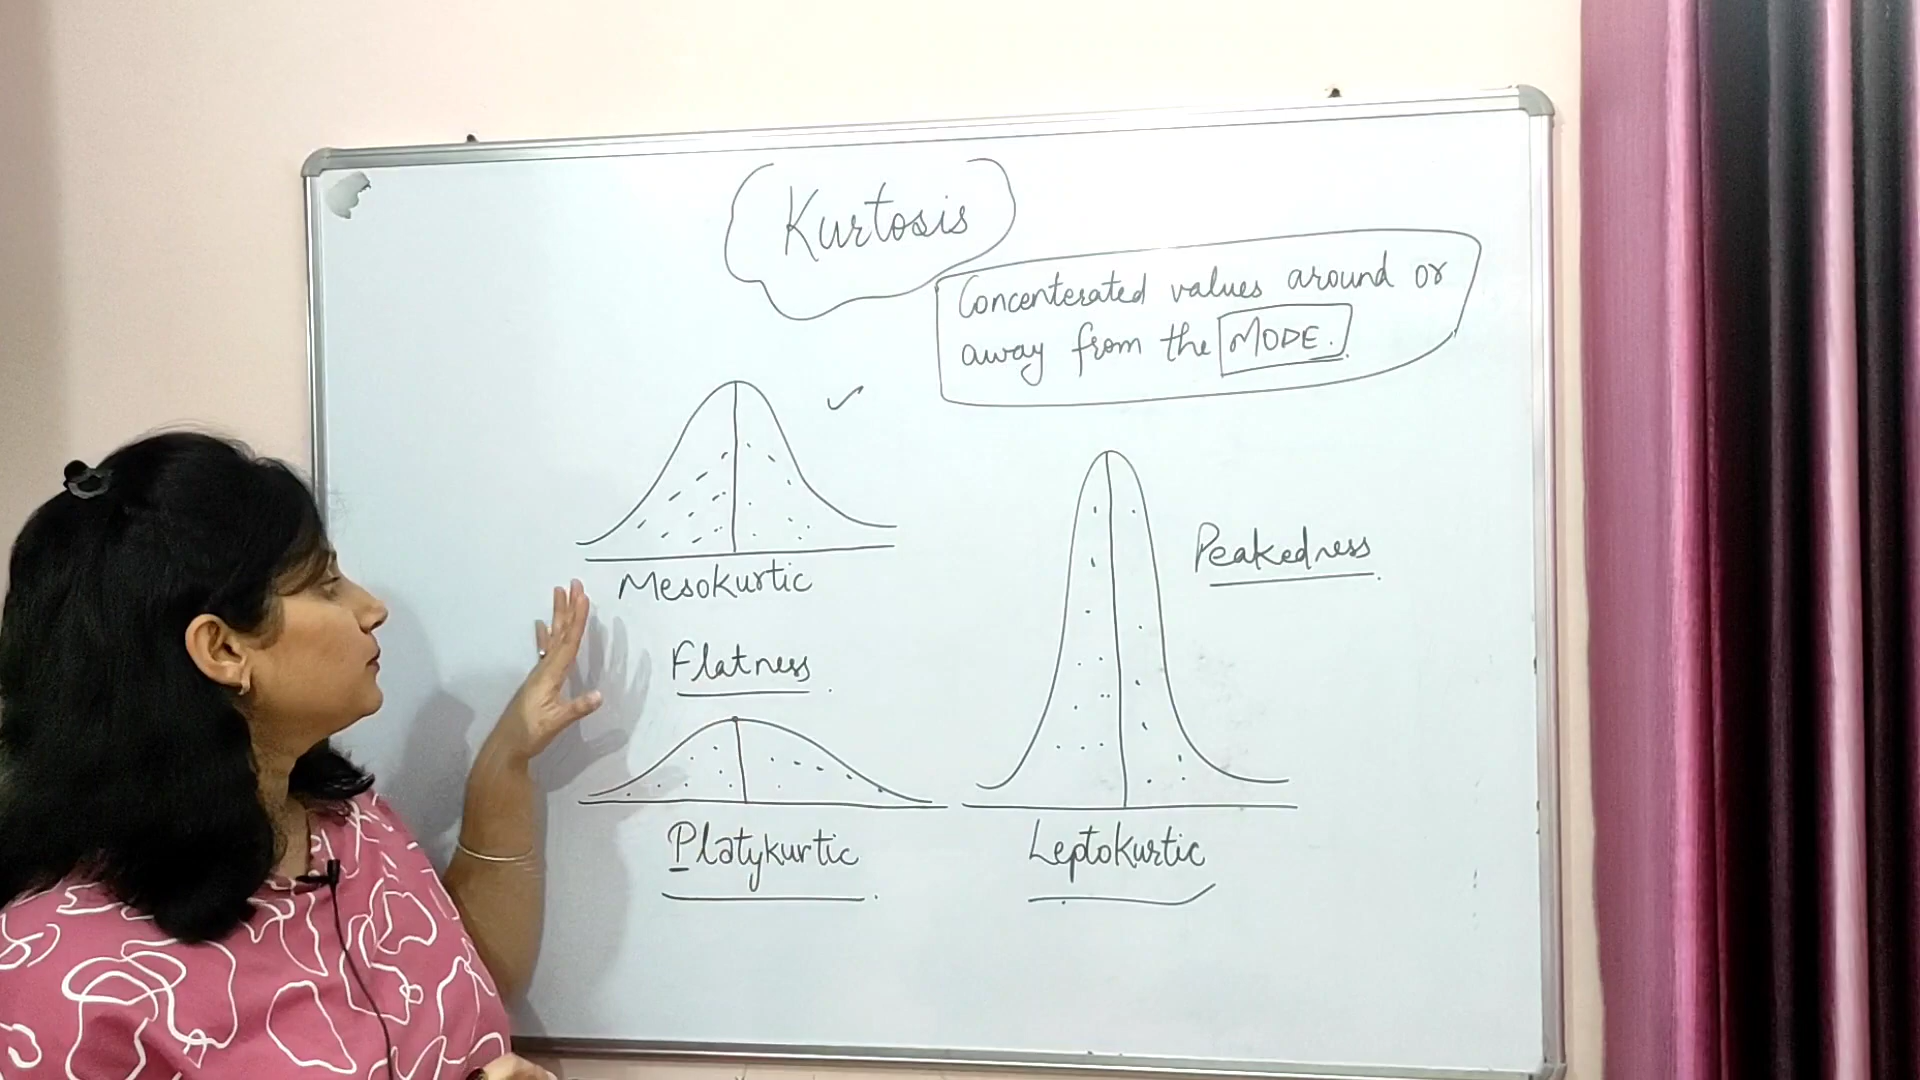 Kurtosis
Concenterated values around or
away from the MODE.
Mesokurtic
Peakedness
Flatness
Platykurtic
Leptokurtic